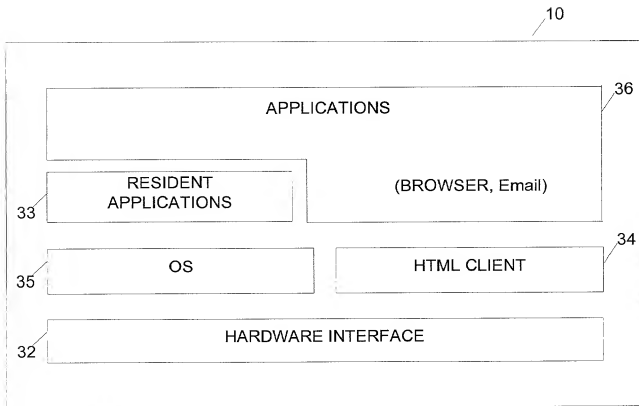 10
APPLICATIONS
36
(BROWSER, Email)
RESIDENT
APPLICATIONS
33
OS
35
HTML CLIENT
34
HARDWARE INTERFACE
32